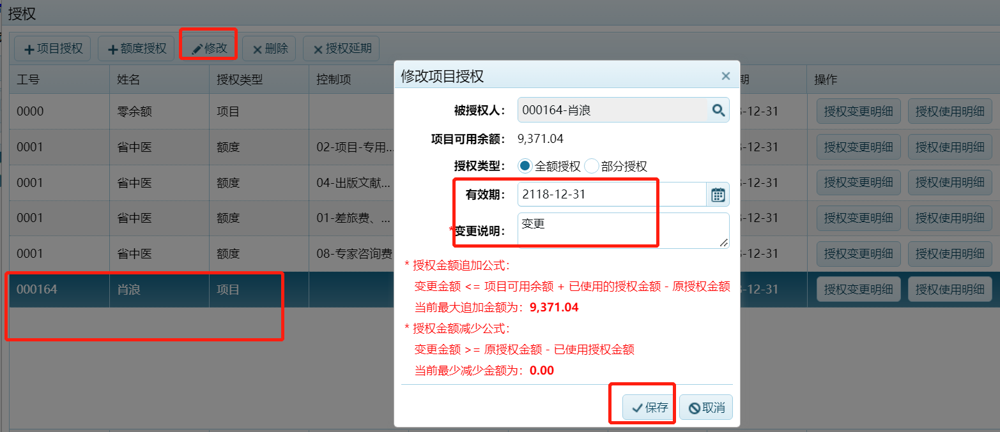 授权
项目授权 额度授权 修改 删除 授权延期
工号 姓名 授权类型 控制项 期 操作
0000 零余额 项目 -12-31 授权变更明细 授权使用明细
0001 省中医 额度 02-项目-专用... -12-31 授权变更明细 授权使用明细
0001 省中医 额度 04-出版文献... -12-31 授权变更明细 授权使用明细
0001 省中医 额度 01-差旅费、... -12-31 授权变更明细 授权使用明细
0001 省中医 额度 08-专家咨询费 -12-31 授权变更明细 授权使用明细
000164 肖浪 项目 -12-31 授权变更明细 授权使用明细
修改项目授权
被授权人： 000164-肖浪
项目可用余额： 9,371.04
授权类型： 全额授权 部分授权
有效期： 2118-12-31
*变更说明： 变更
* 授权金额追加公式：
变更金额 <= 项目可用余额 + 已使用的授权金额 - 原授权金额
当前最大追加金额为：9,371.04
* 授权金额减少公式：
变更金额 >= 原授权金额 - 已使用授权金额
当前最少减少金额为：0.00
保存 取消